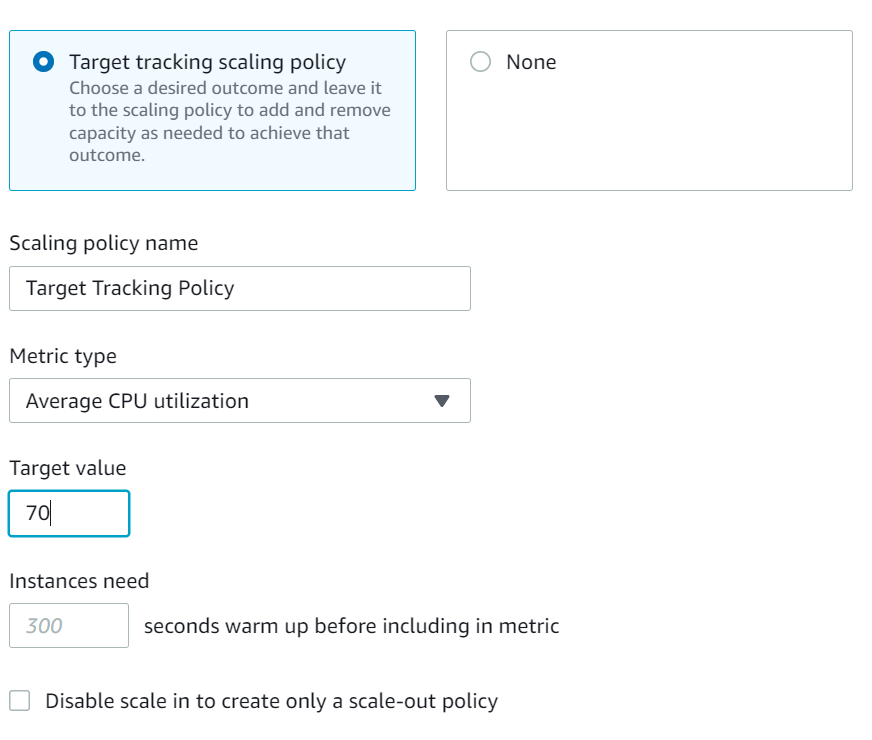 Target tracking scaling policy
Choose a desired outcome and leave it
to the scaling policy to add and remove
capacity as needed to achieve that
outcome.
None
Scaling policy name
Target Tracking Policy
Metric type
Average CPU utilization
Target value
70
Instances need
300 seconds warm up before including in metric
Disable scale in to create only a scale-out policy